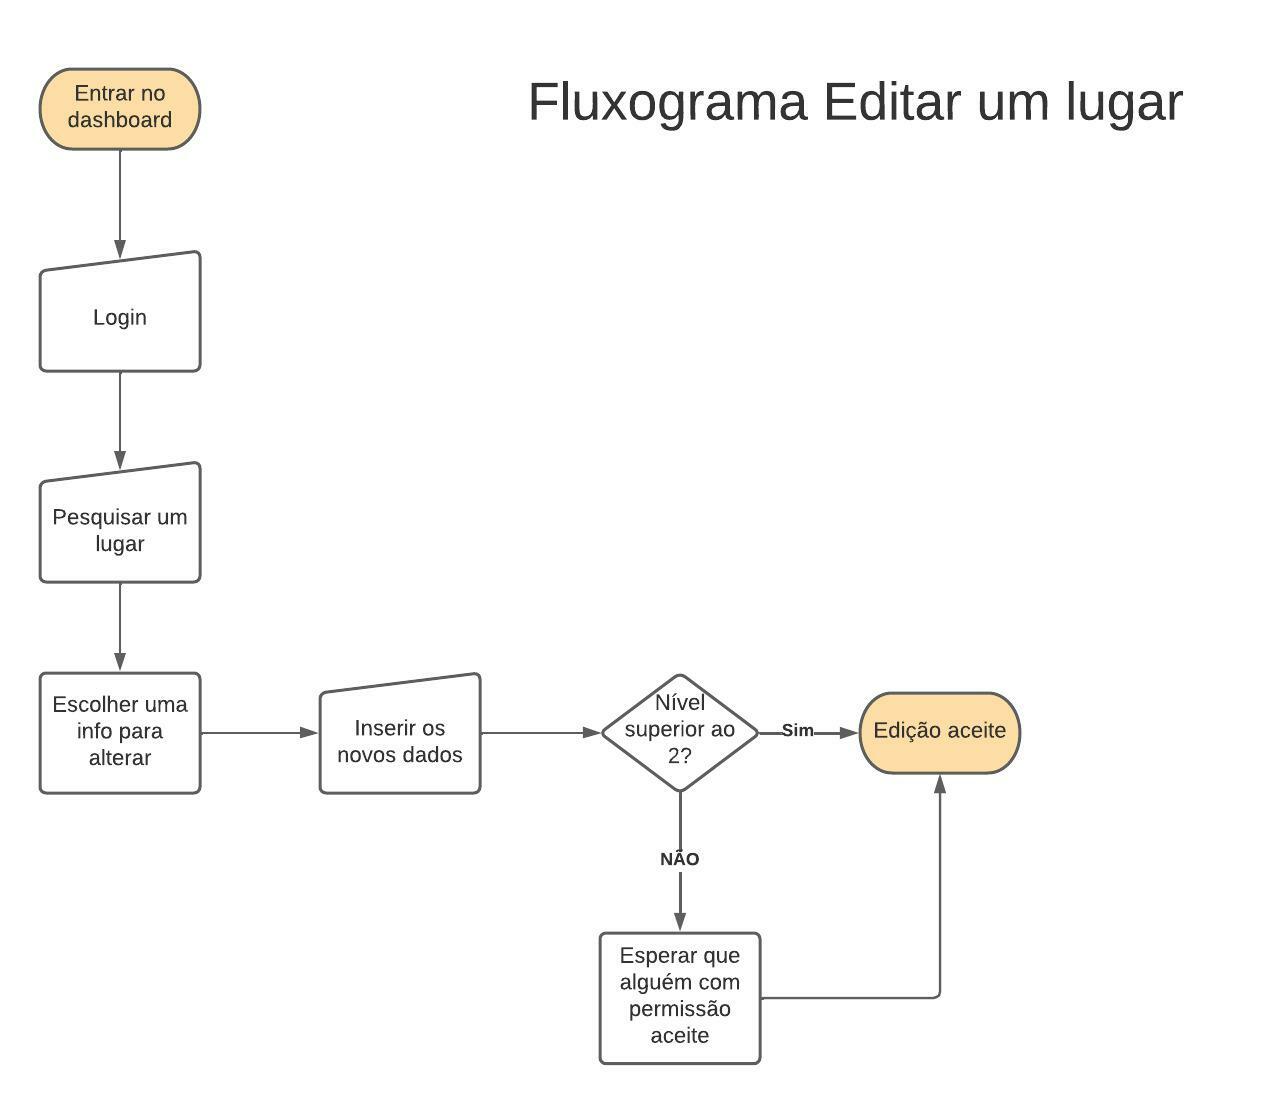 Fluxograma Editar um lugar
Entrar no
dashboard
Login
Pesquisar um
lugar
Escolher uma
info para
alterar
Inserir os
novos dados
Nível
superior ao
2?
Sim
Edição aceite
NÃO
Esperar que
alguém com
permissão
aceite